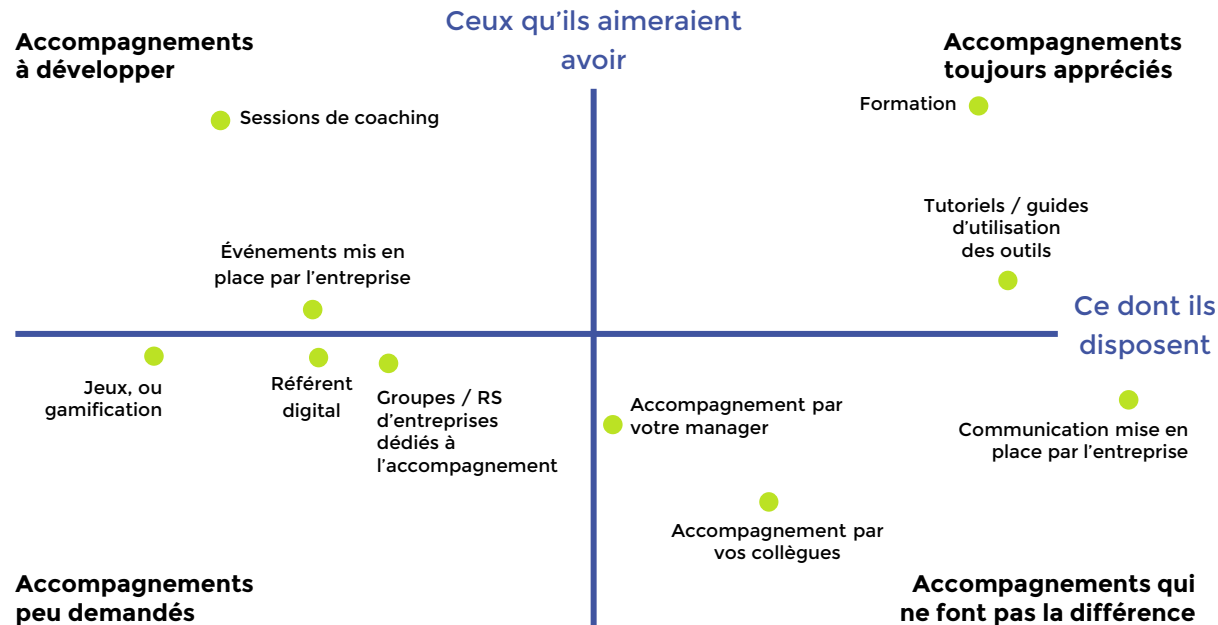 Ceux qu'ils aimeraient
avoir
Accompagnements
à développer
Accompagnements
toujours appréciés
Sessions de coaching
Formation
Tutoriels / guides
d'utilisation
des outils
Événements mis en
place par l'entreprise
Ce dont ils
disposent
Jeux, ou
gamification
Référent
digital
Groupes / RS
d'entreprises
dédiés à
l'accompagnement
Accompagnement par
votre manager
Communication mise en
place par l'entreprise
Accompagnement par
vos collègues
Accompagnements
peu demandés
Accompagnements qui
ne font pas la différence